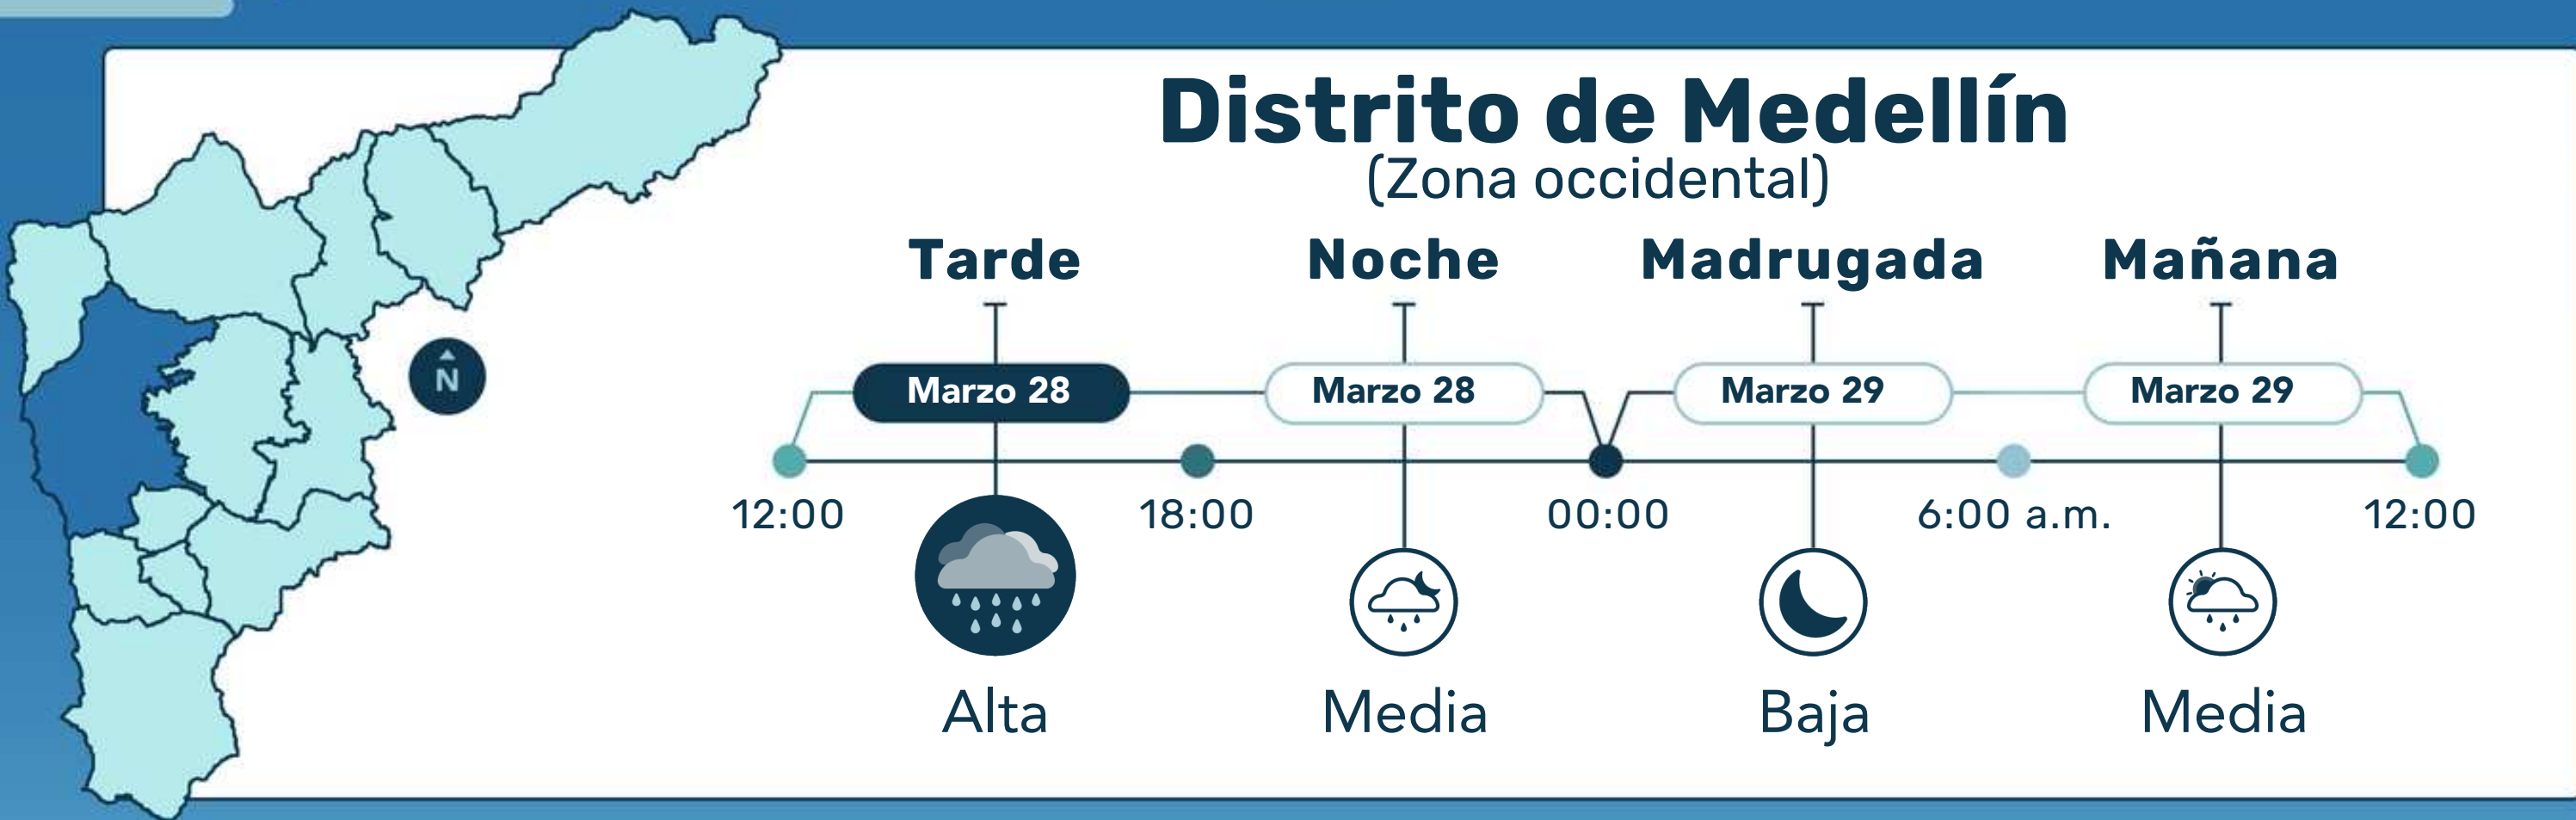 Distrito de Medellín
(Zona occidental)
Tarde Noche Madrugada Mañana
N
Marzo 28 Marzo 28 Marzo 29 Marzo 29
12:00 18:00 00:00 6:00 a.m. 12:00
Alta Media Baja Media